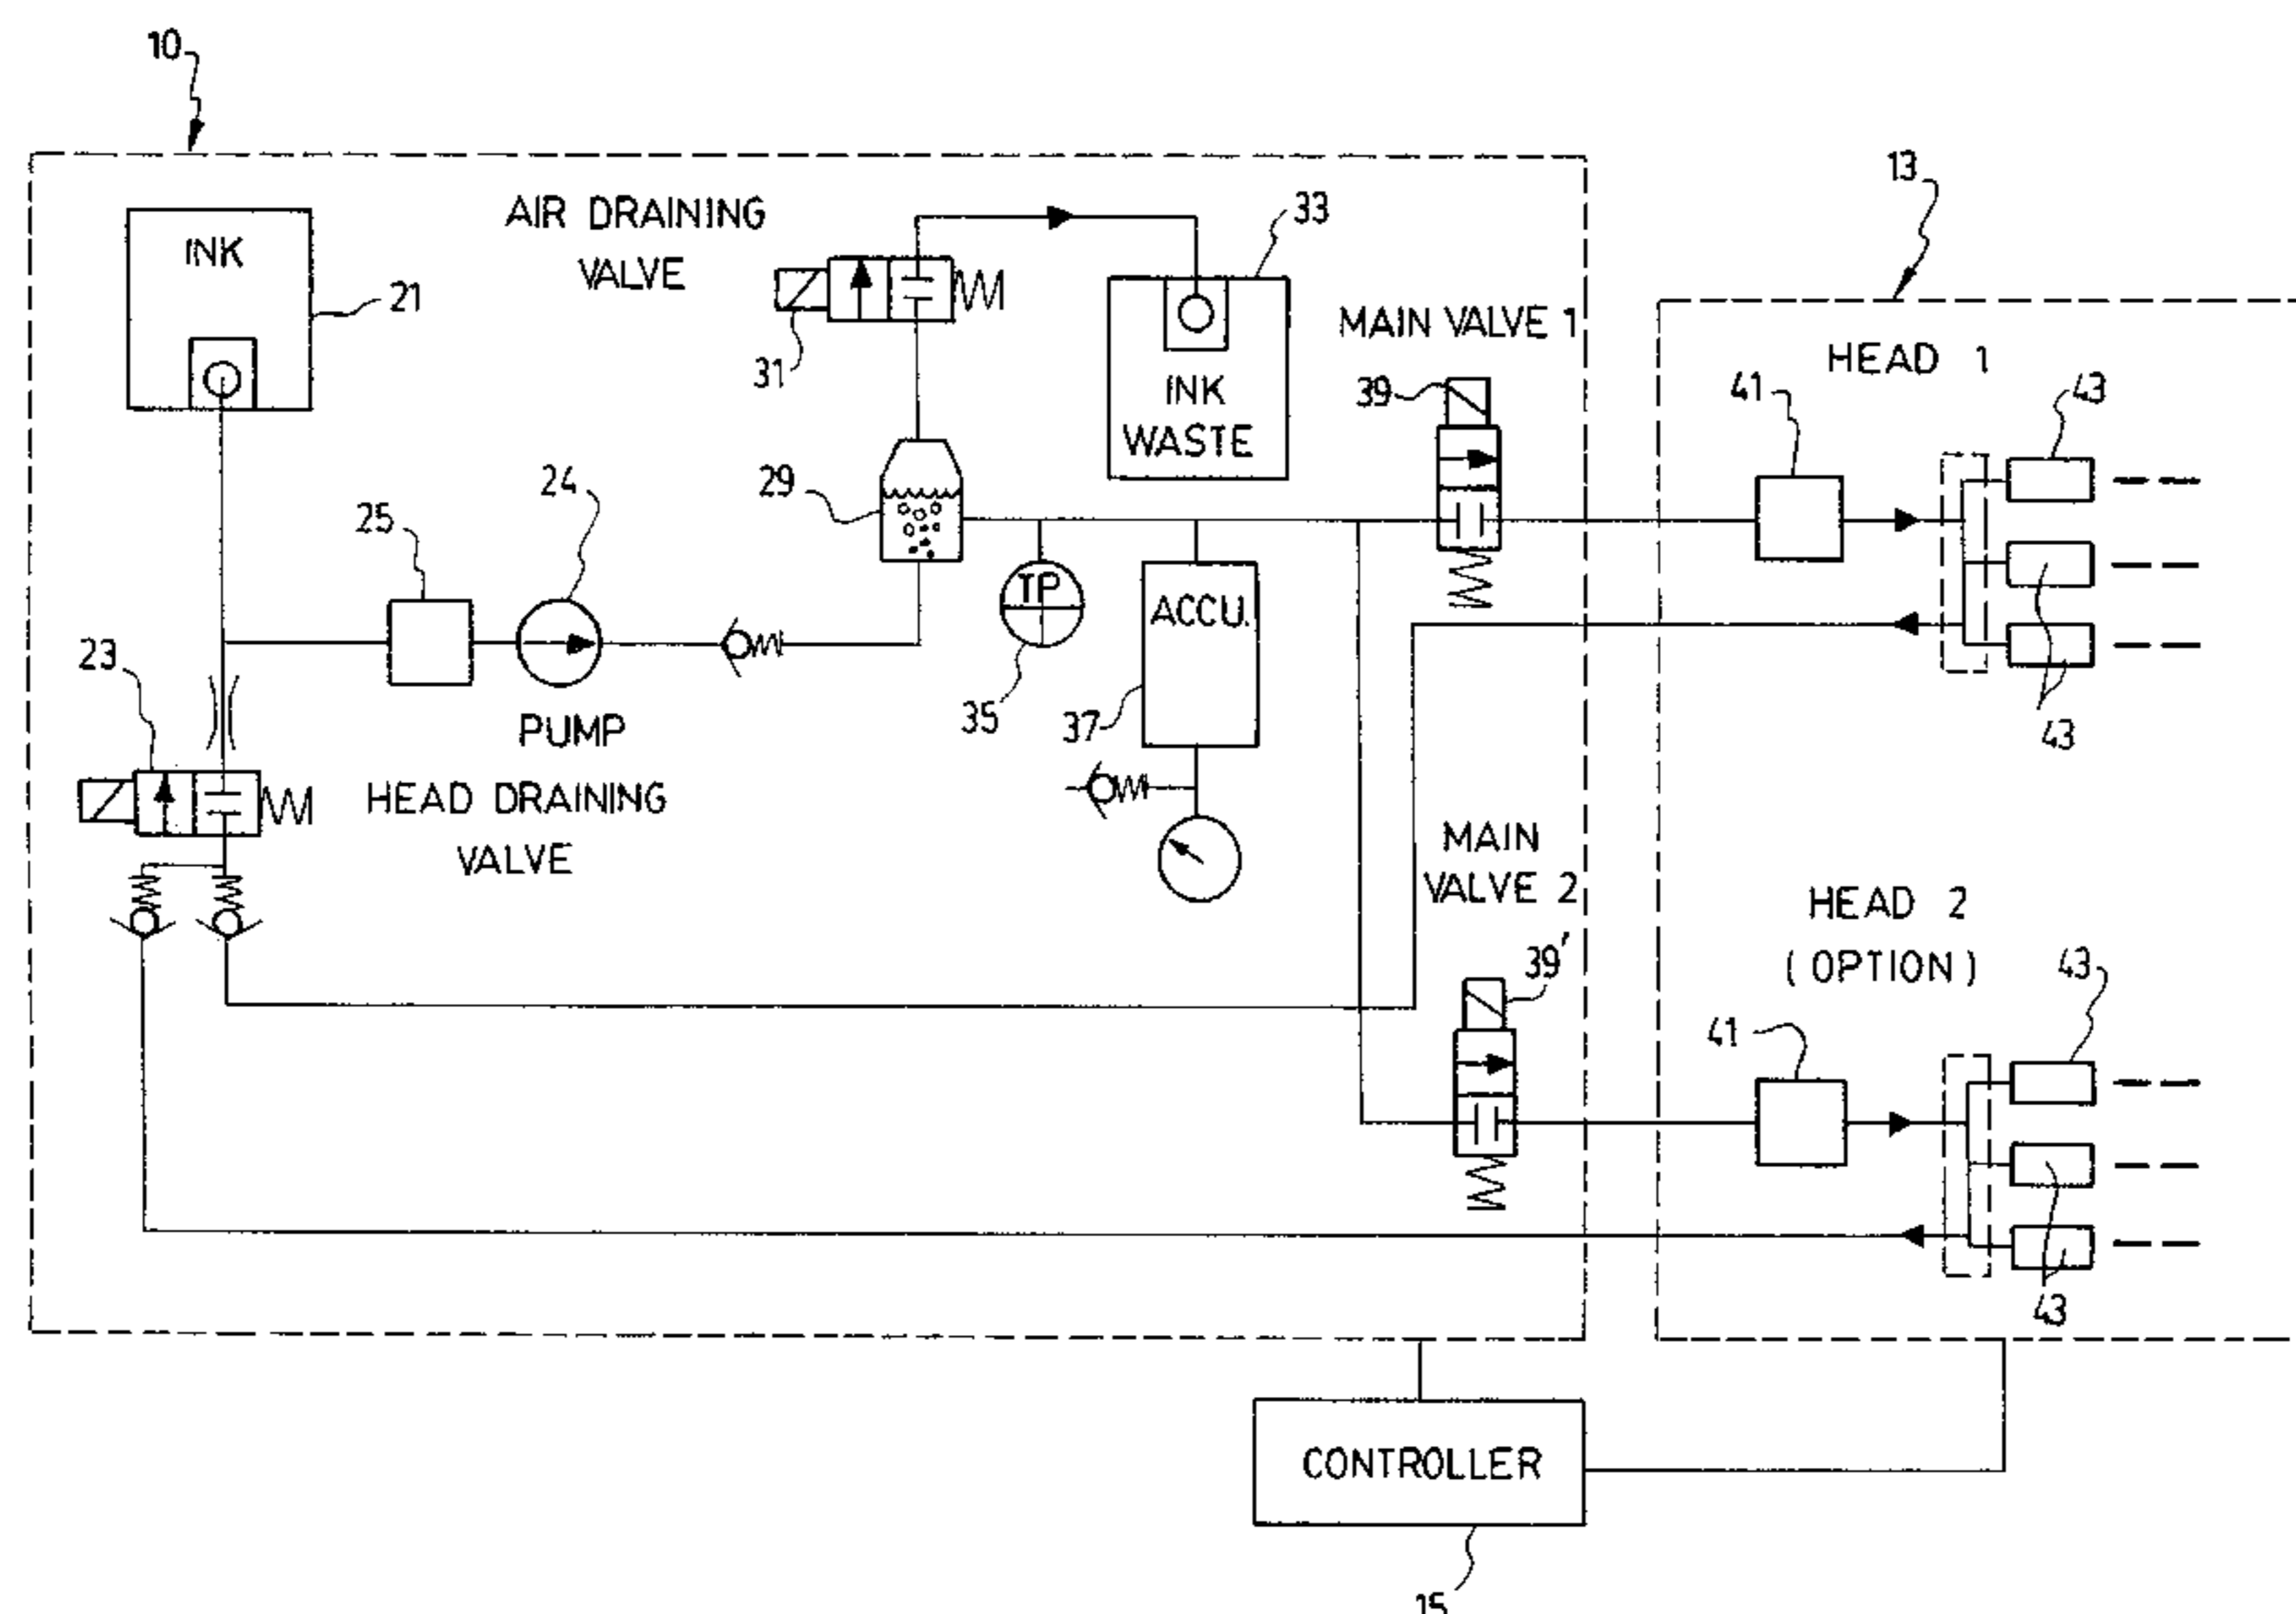 10
13
AIR DRAINING
VALVE
33
INK
21
31
MAIN VALVE 1
HEAD 1
39
41
43
INK
WASTE
29
24
25
TP
ACCU.
23
35
37
43
PUMP
HEAD DRAINING
VALVE
MAIN
VALVE 2
HEAD 2
(OPTION)
39'
43
41
43
CONTROLLER
15